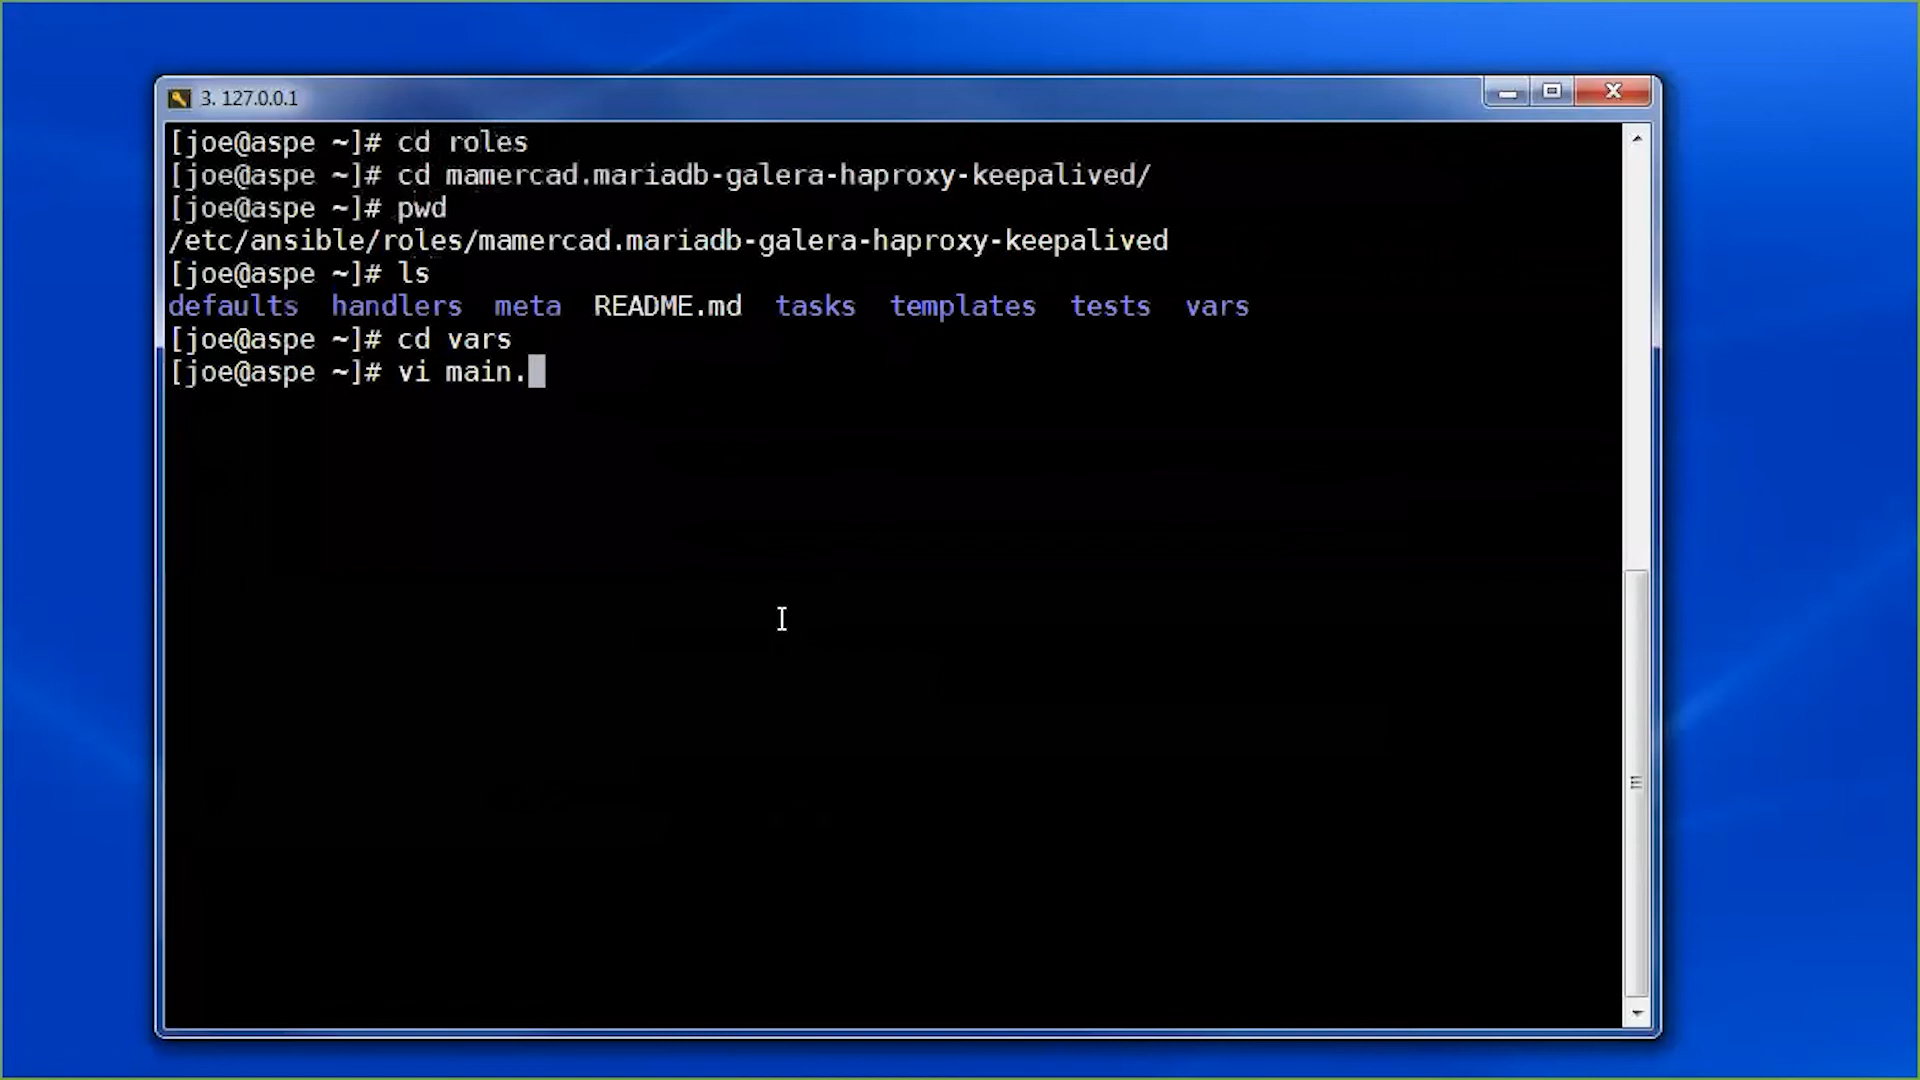 3. 127.0.0.1
[joe@aspe ~]# cd roles
[joe@aspe ~]# cd mamercad.mariadb-galera-haproxy-keepalived/
[joe@aspe ~]# pwd
/etc/ansible/roles/mamercad.mariadb-galera-haproxy-keepalived
[joe@aspe ~]# ls
defaults  handlers  meta  README.md  tasks  templates  tests  vars
[joe@aspe ~]# cd vars
[joe@aspe ~]# vi main.